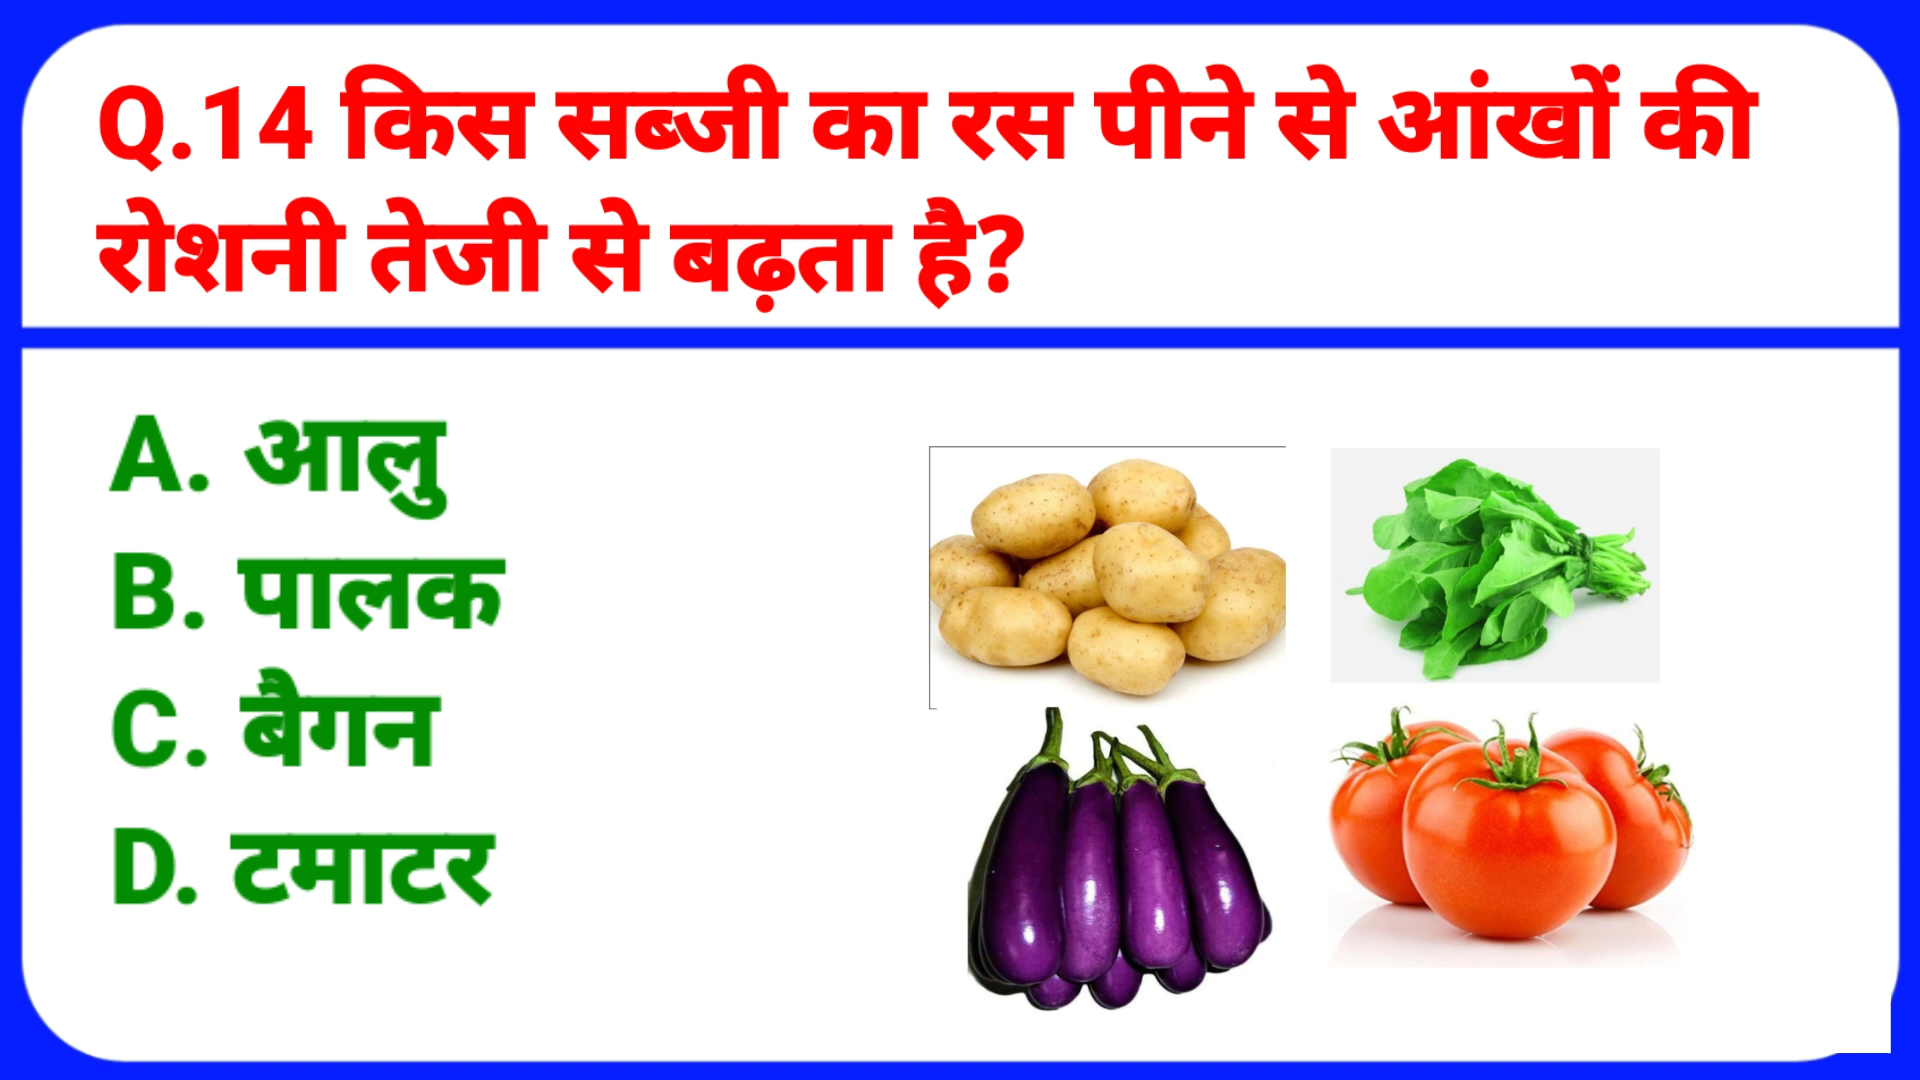 Q.14 किस सब्जी का रस पीने से आंखों की
रोशनी तेजी से बढ़ता है?
A. आलु
B. पालक
C. बैगन
D. टमाटर